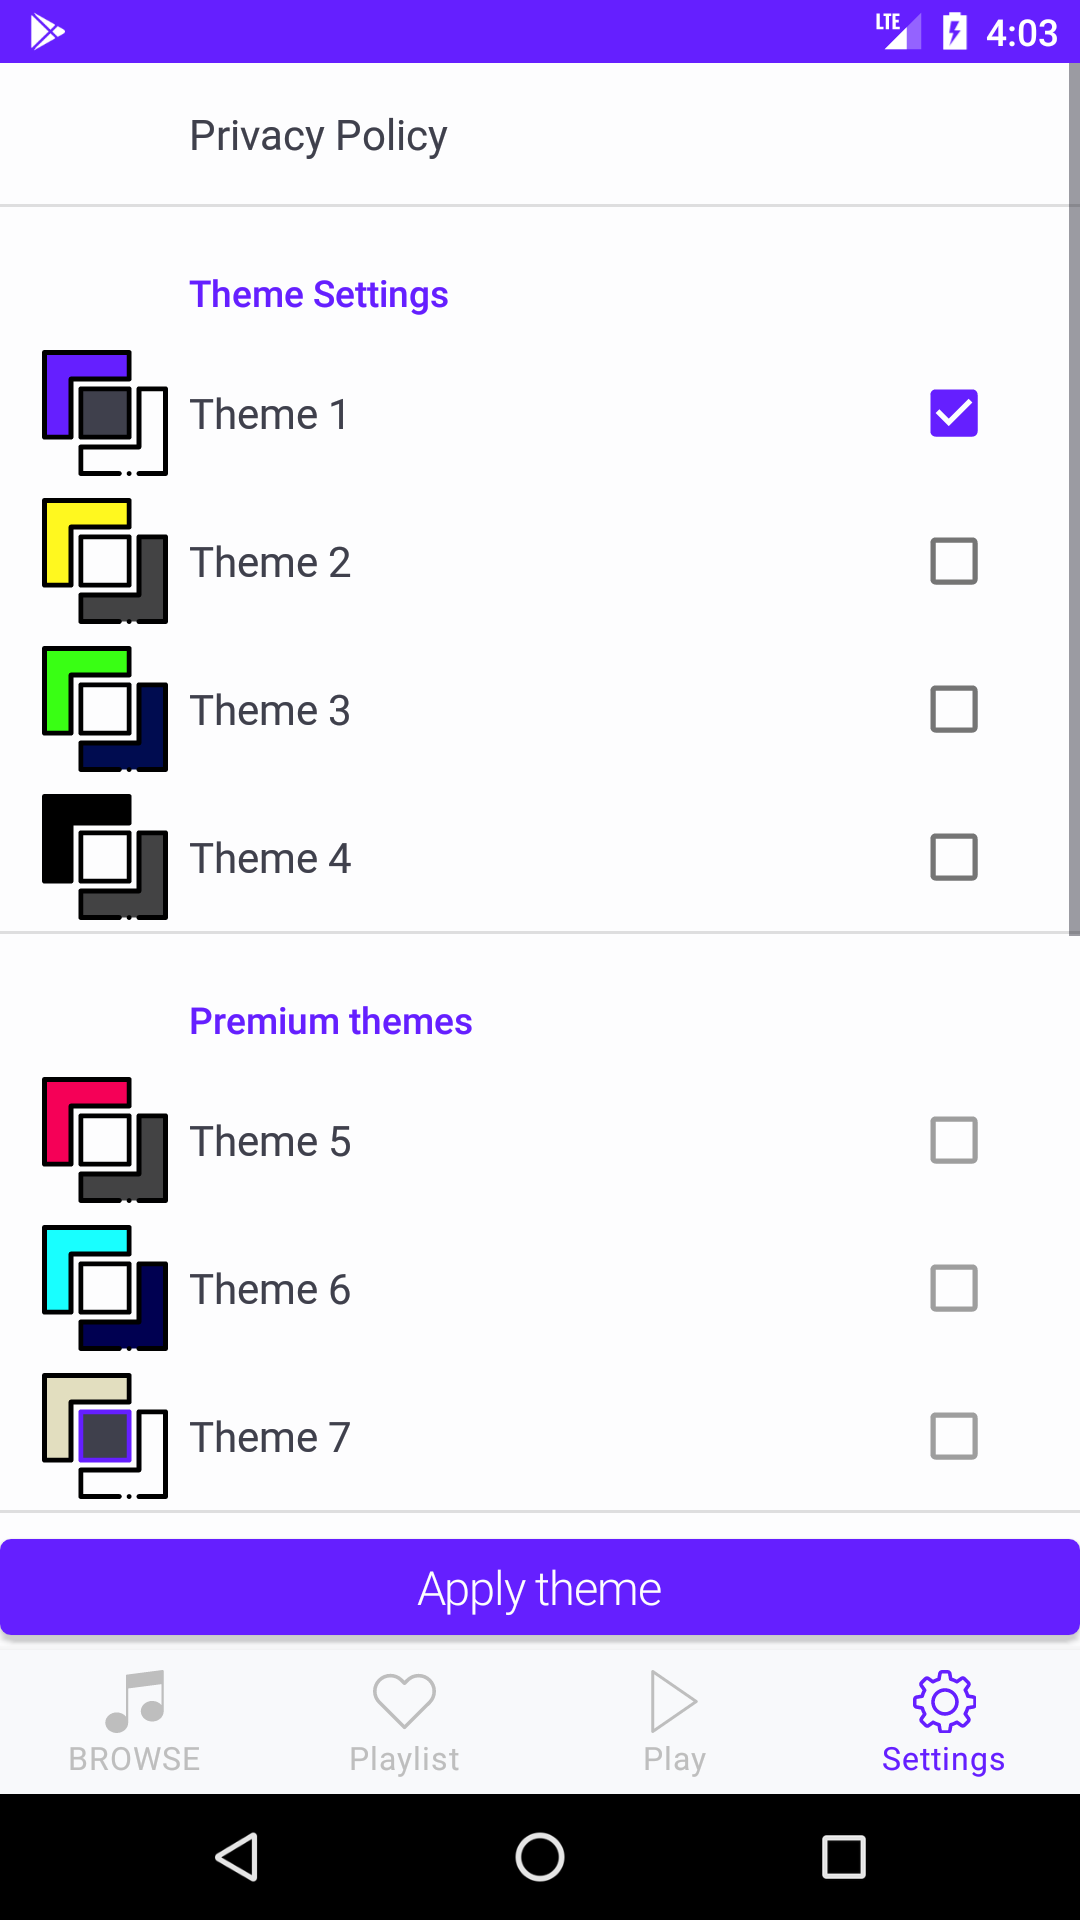 LTE 4:03
Privacy Policy
Theme Settings
Theme 1
Theme 2
Theme 3
Theme 4
Premium themes
Theme 5
Theme 6
Theme 7
Apply theme
BROWSE Playlist Play Settings